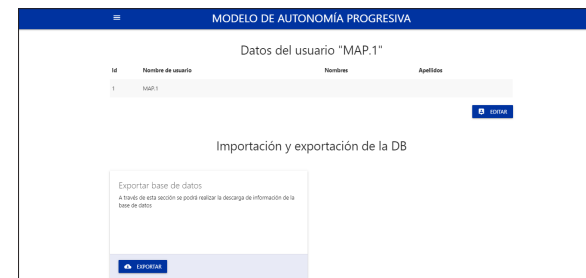 MODELO DE AUTONOMÍA PROGRESIVA
Datos del usuario "MAP.1"
Id Nombre de usuario Nombres Apellidos
1 MAP.1
EDITAR
Importación y exportación de la DB
Exportar base de datos
A través de esta sección se podrá realizar la descarga de información de la
base de datos
EXPORTAR